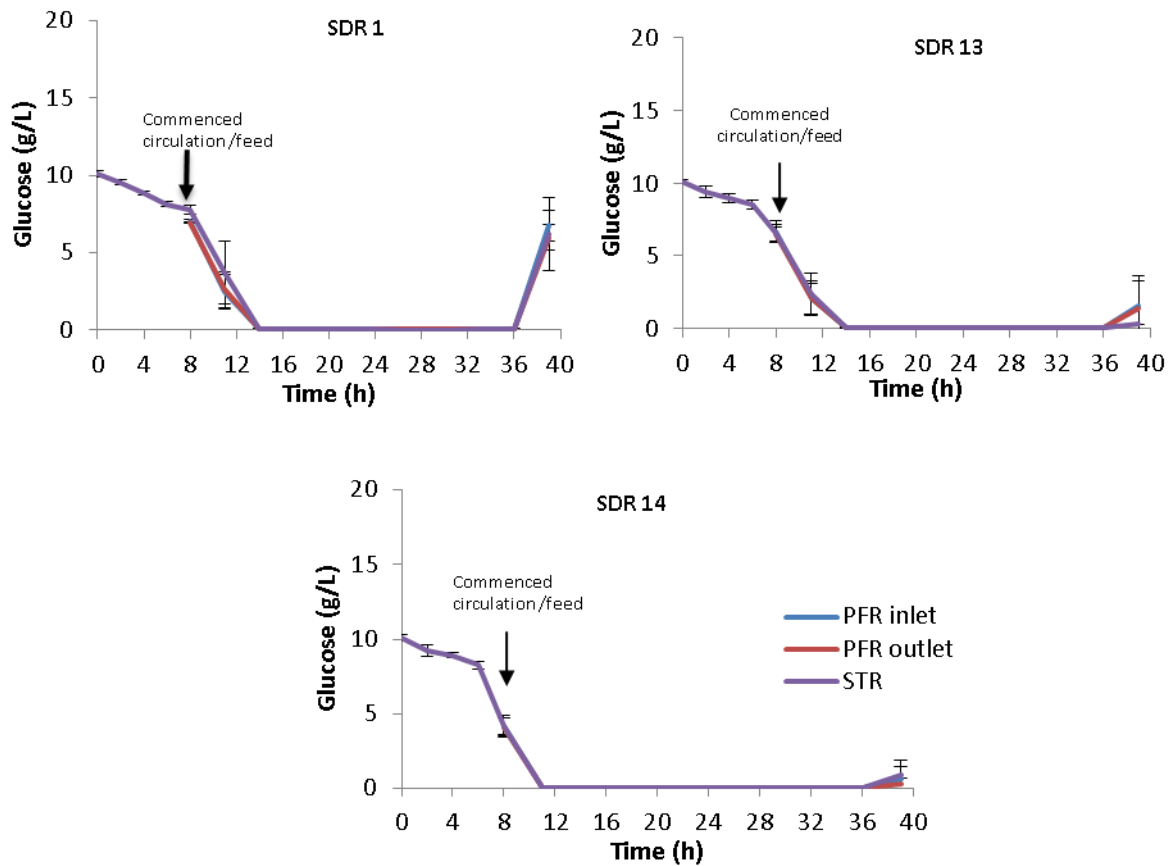 SDR 1
20
15
10
5
0
Glucose (g/L)
Commenced
circulation/feed
0 4 8 12 16 20 24 28 32 36 40
Time (h)
SDR 13
20
15
10
5
0
Glucose (g/L)
Commenced
circulation/feed
0 4 8 12 16 20 24 28 32 36 40
Time (h)
SDR 14
20
15
10
5
0
Glucose (g/L)
Commenced
circulation/feed
0 4 8 12 16 20 24 28 32 36 40
Time (h)
PFR inlet
PFR outlet
STR